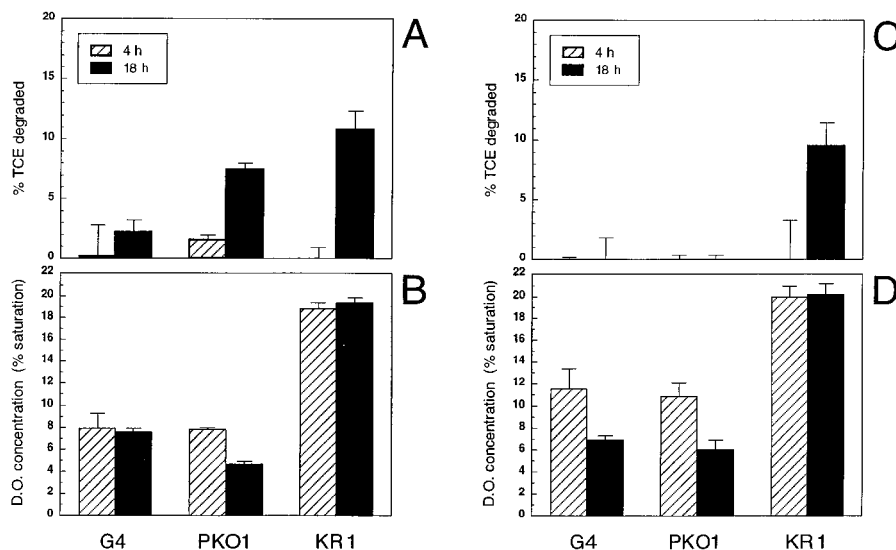 A
20
15
10
5
0
% TCE degraded
4 h
18 h
B
22
20
18
16
14
12
10
8
6
4
2
0
D.O. concentration (% saturation)
G4 PKO1 KR1
C
20
15
10
5
0
% TCE degraded
4 h
18 h
D
22
20
18
16
14
12
10
8
6
4
2
0
D.O. concentration (% saturation)
G4 PKO1 KR1